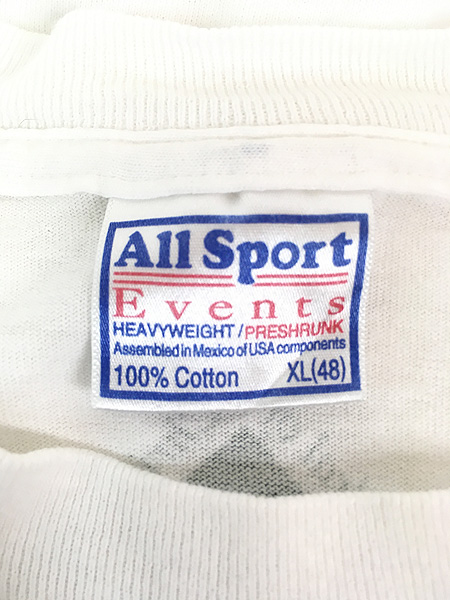 All Sport
Events
HEAVYWEIGHT/PRESHRUNK
Assembled in Mexico of USA components
100% Cotton XL(48)